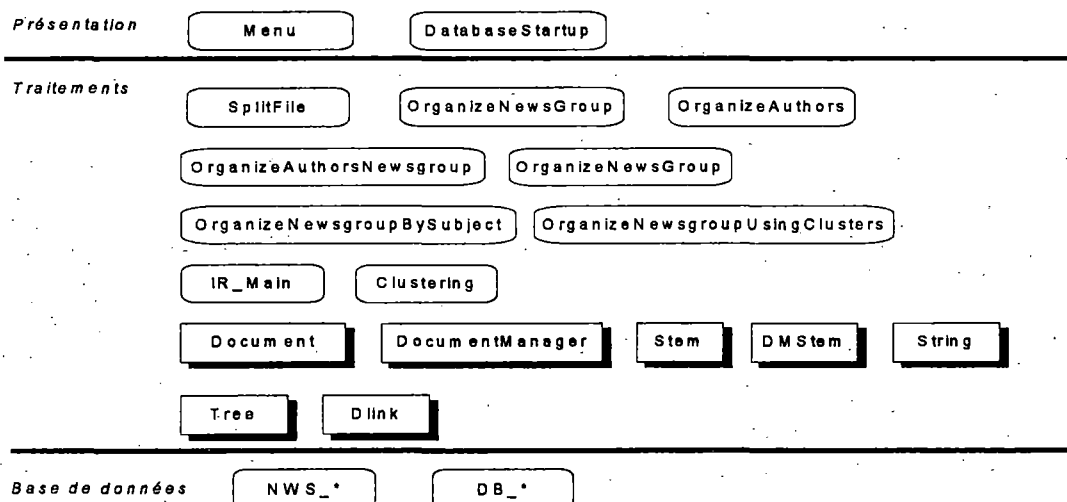 Présentation Menu DatabaseStartup
Traitements
SplitFile OrganizeNewsGroup OrganizeAuthors
OrganizeAuthorsNewsgroup OrganizeNewsGroup
OrganizeNewsgroupBySubject OrganizeNewsgroupUsingClusters
IR_Main Clustering
Document DocumentManager Stem DMStem String
Tree Dlink
Base de données NWS_* DB_*